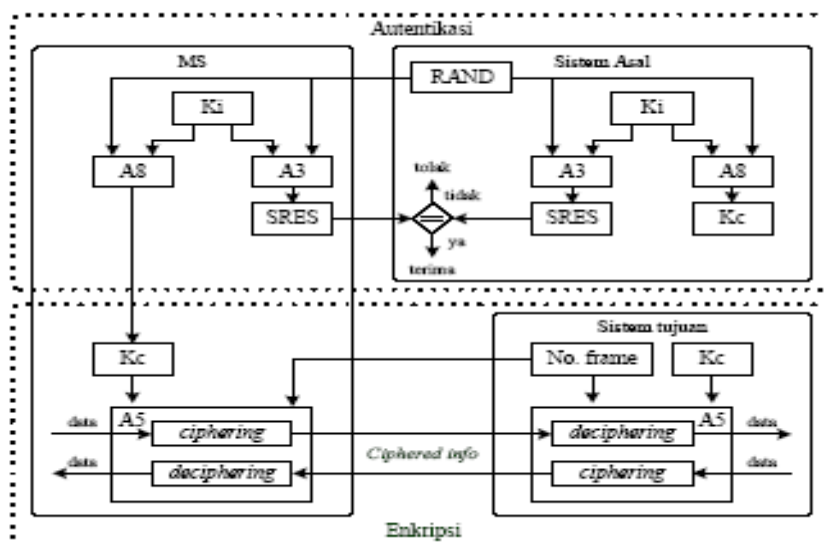 Autentikasi
MS
Sistem Asal
RAND
Ki
Ki
A8
A3
A3
A8
tolak
tidak
SRES
SRES
Kc
ya
terima
Sistem tujuan
Kc
No. frame
Kc
A5
A5
data
ciphering
deciphering
data
Ciphered info
data
deciphering
ciphering
data
Enkripsi